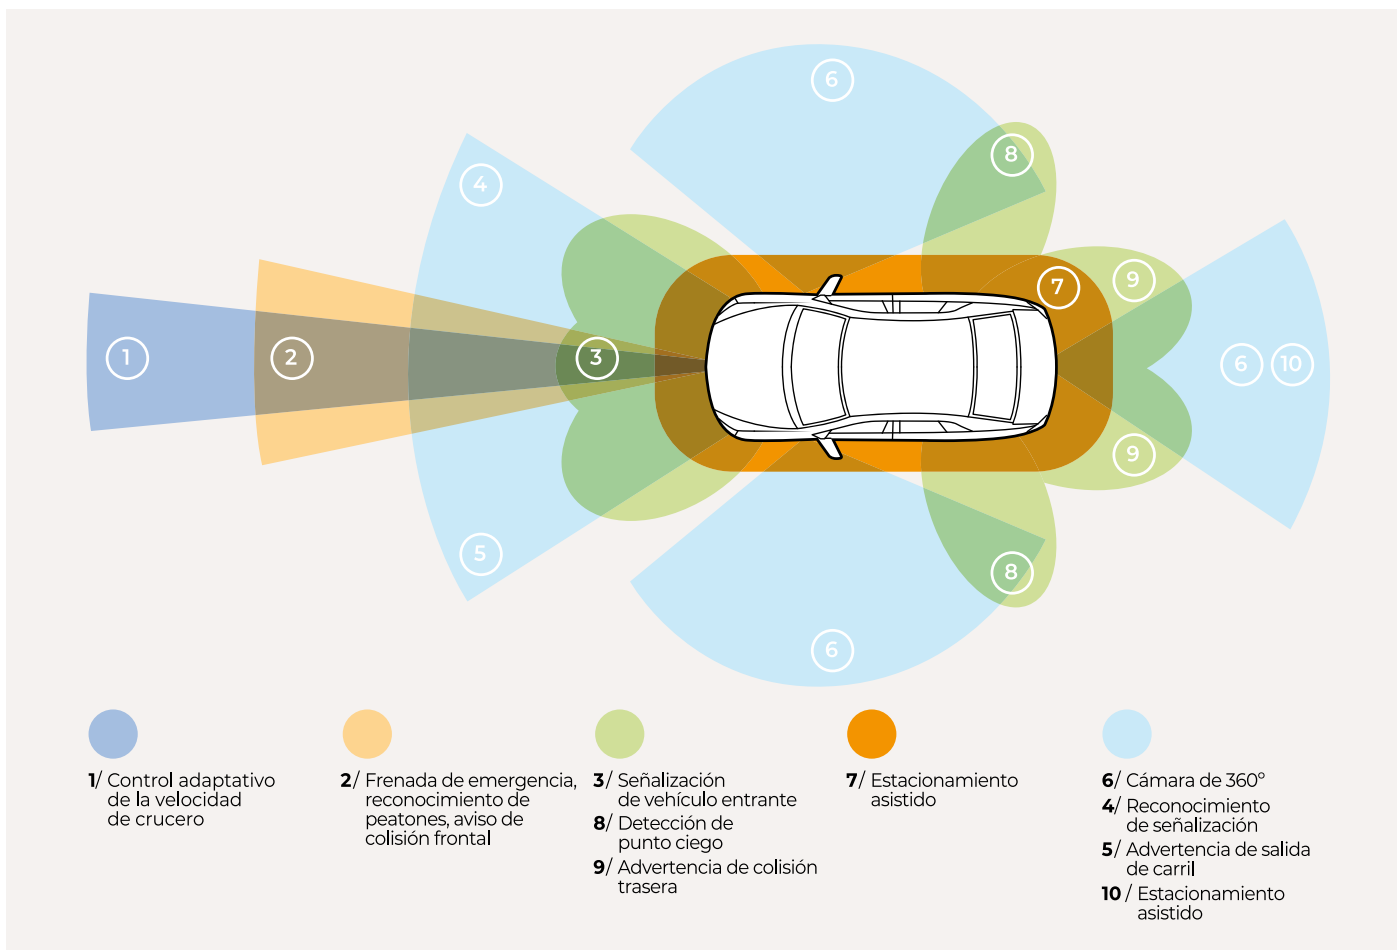 6
8
4
9
7
1
2
3
6 10
9
5
8
6
1/ Control adaptativo
de la velocidad
de crucero
2/ Frenada de emergencia,
reconocimiento de
peatones, aviso de
colisión frontal
3/ Señalización
de vehículo entrante
8/ Detección de
punto ciego
9/ Advertencia de colisión
trasera
7/ Estacionamiento
asistido
6/ Cámara de 360º
4/ Reconocimiento
de señalización
5/ Advertencia de salida
de carril
10/ Estacionamiento
asistido